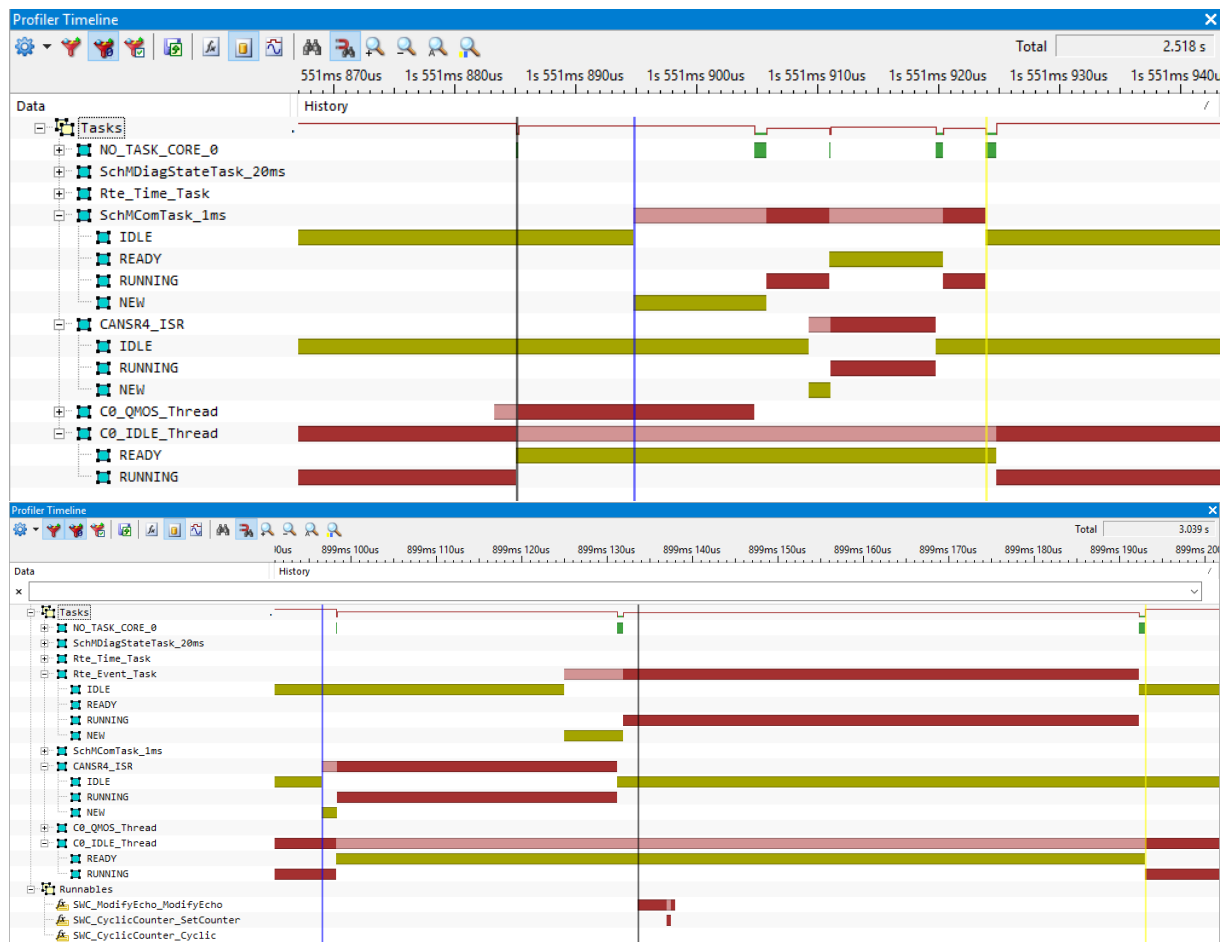 Profiler Timeline
Total 2.518 s
551ms 870us 1s 551ms 880us 1s 551ms 890us 1s 551ms 900us 1s 551ms 910us 1s 551ms 920us 1s 551ms 930us 1s 551ms 940u
Data History
Tasks
NO_TASK_CORE_0
SchMDiagStateTask_20ms
Rte_Time_Task
SchMComTask_1ms
IDLE
READY
RUNNING
NEW
CANSR4_ISR
IDLE
RUNNING
NEW
C0_QMOS_Thread
C0_IDLE_Thread
READY
RUNNING
Profiler Timeline
Total 3.039 s
899ms 100us 899ms 110us 899ms 120us 899ms 130us 899ms 140us 899ms 150us 899ms 160us 899ms 170us 899ms 180us 899ms 190us 899ms 20
Data History
Tasks
NO_TASK_CORE_0
SchMDiagStateTask_20ms
Rte_Time_Task
Rte_Event_Task
IDLE
READY
RUNNING
NEW
SchMComTask_1ms
CANSR4_ISR
IDLE
RUNNING
NEW
C0_QMOS_Thread
C0_IDLE_Thread
READY
RUNNING
Runnables
SWC_ModifyEcho_ModifyEcho
SWC_CyclicCounter_SetCounter
SWC_CyclicCounter_Cyclic